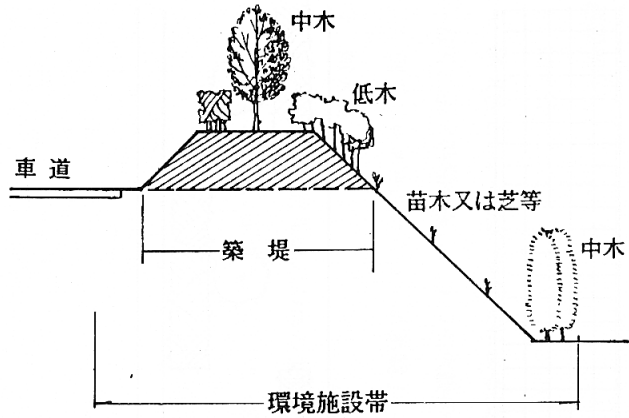 中木
低木
車道
苗木又は芝等
築堤
中木
環境施設帯